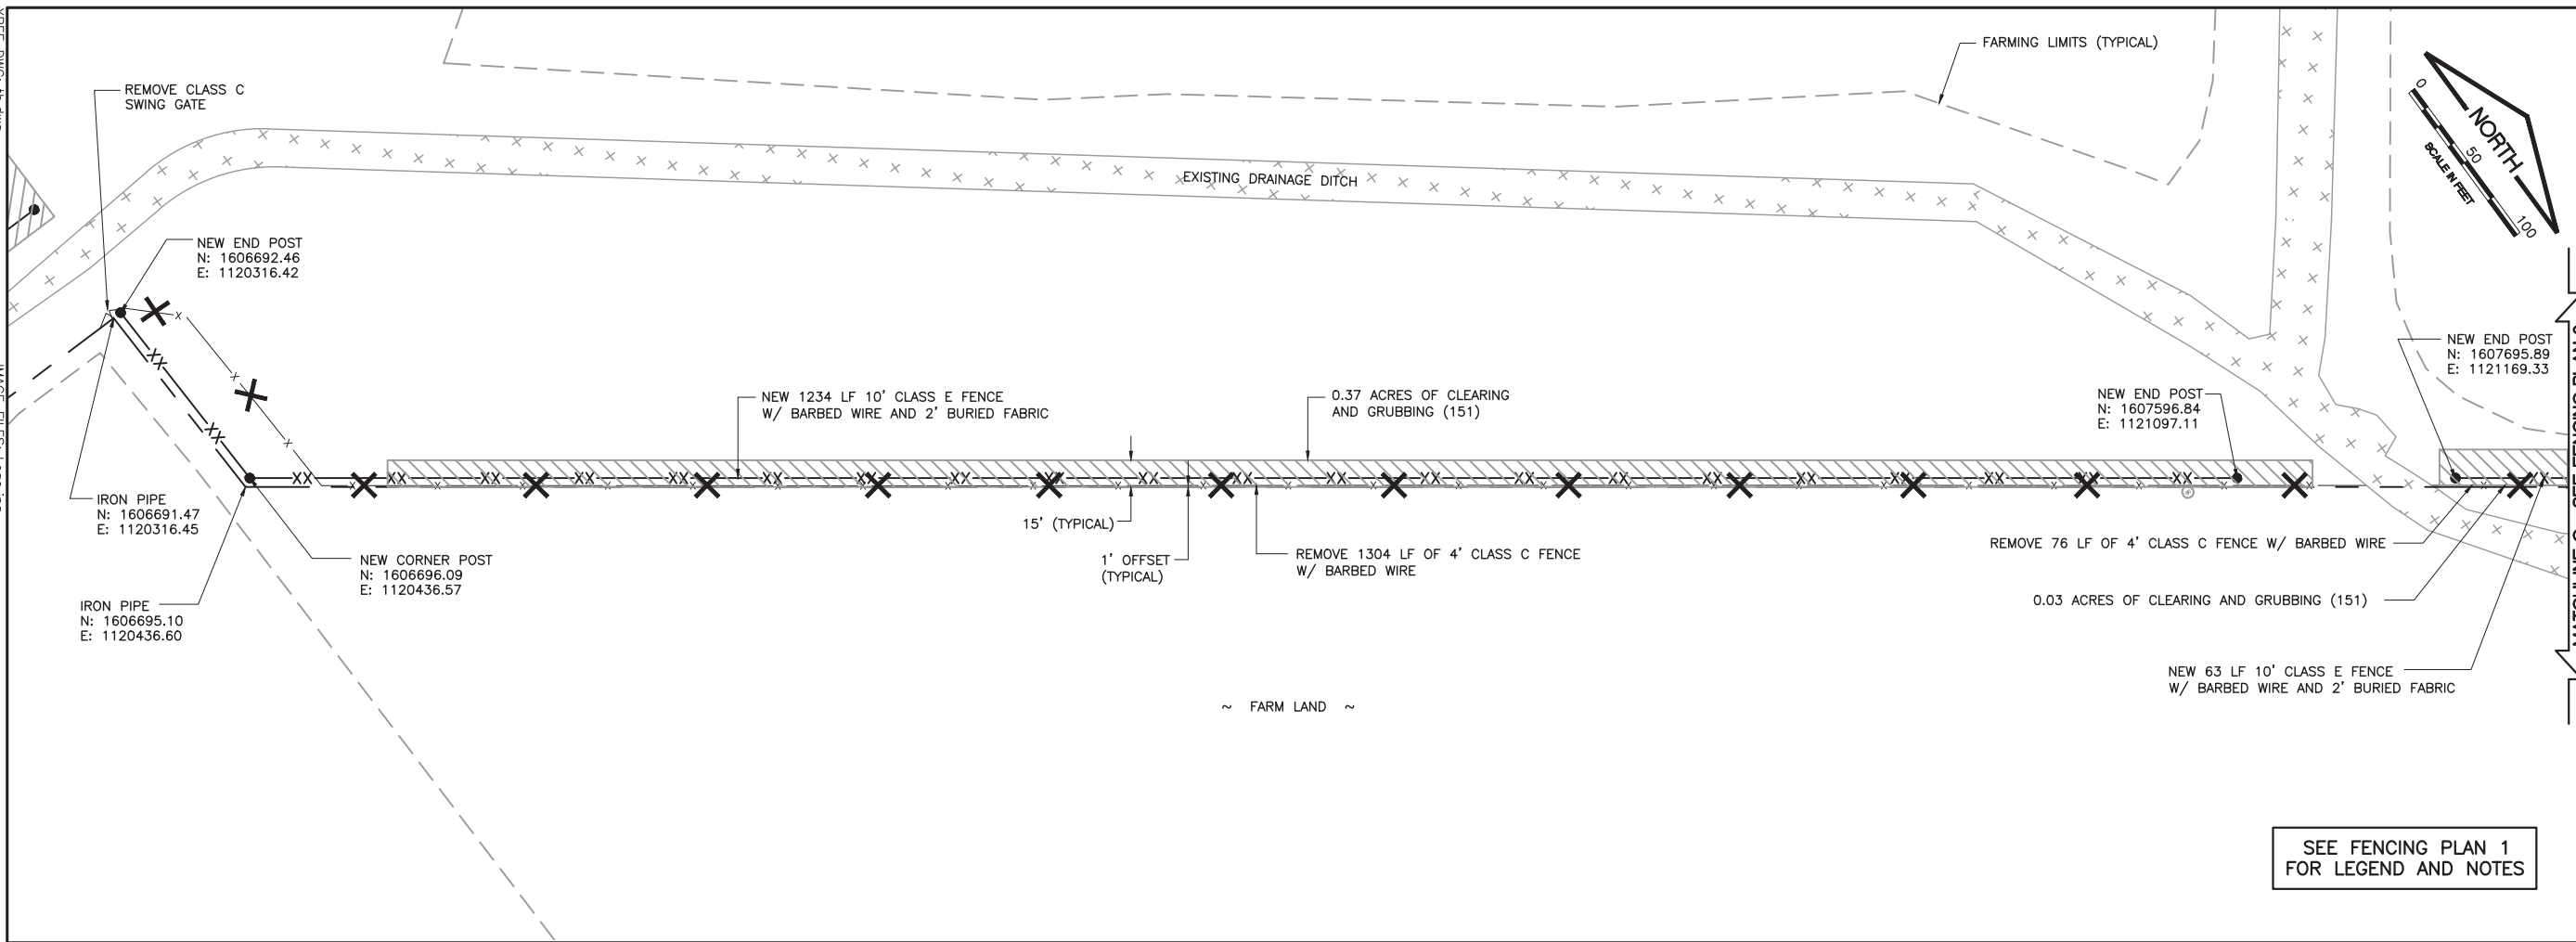 FARMING LIMITS (TYPICAL)
REMOVE CLASS C
SWING GATE
0
50
100
NORTH
SCALE IN FEET
EXISTING DRAINAGE DITCH
NEW END POST
N: 1606692.46
E: 1120316.42
NEW END POST
N: 1607695.89
E: 1121169.33
NEW 1234 LF 10' CLASS E FENCE
W/ BARBED WIRE AND 2' BURIED FABRIC
0.37 ACRES OF CLEARING
AND GRUBBING (151)
NEW END POST
N: 1607596.84
E: 1121097.11
IRON PIPE
N: 1606691.47
E: 1120316.45
15' (TYPICAL)
1' OFFSET
(TYPICAL)
REMOVE 1304 LF OF 4' CLASS C FENCE
W/ BARBED WIRE
REMOVE 76 LF OF 4' CLASS C FENCE W/ BARBED WIRE
NEW CORNER POST
N: 1606696.09
E: 1120436.57
IRON PIPE
N: 1606695.10
E: 1120436.60
0.03 ACRES OF CLEARING AND GRUBBING (151)
NEW 63 LF 10' CLASS E FENCE
W/ BARBED WIRE AND 2' BURIED FABRIC
~ FARM LAND ~
SEE FENCING PLAN 1
FOR LEGEND AND NOTES